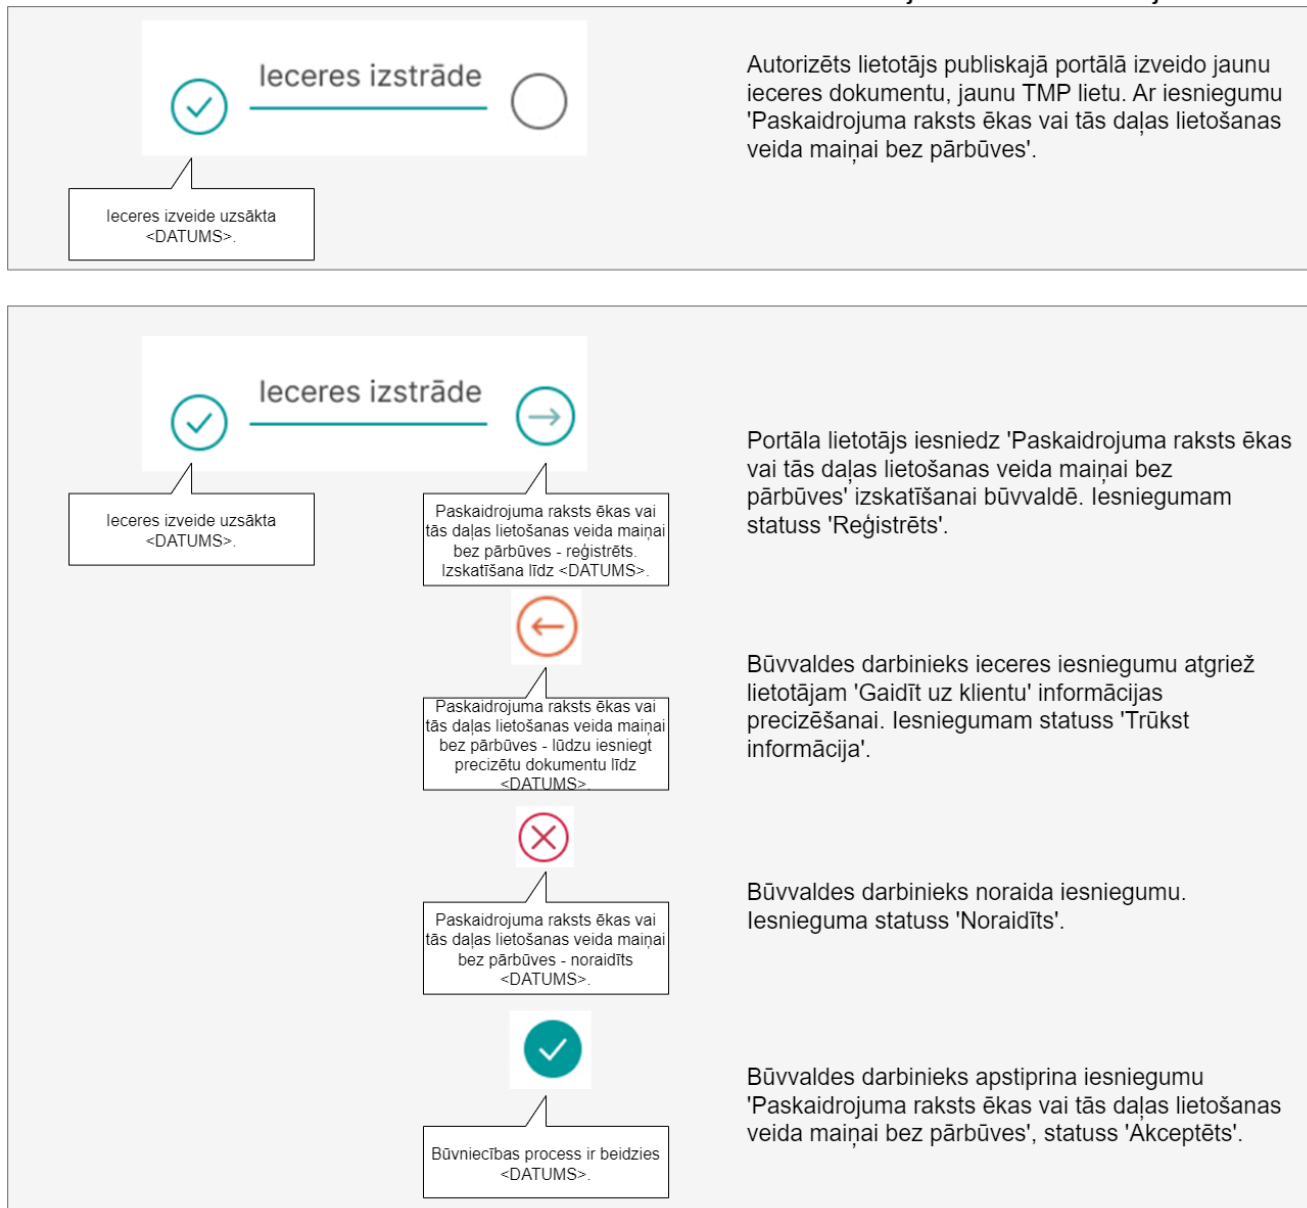 Ieceres izstrāde
Ieceres izveide uzsākta
<DATUMS>.
Autorizēts lietotājs publiskajā portālā izveido jaunu
ieceres dokumentu, jaunu TMP lietu. Ar iesniegumu
'Paskaidrojuma raksts ēkas vai tās daļas lietošanas
veida maiņai bez pārbūves'.
Ieceres izstrāde
Ieceres izveide uzsākta
<DATUMS>.
Paskaidrojuma raksts ēkas vai
tās daļas lietošanas veida maiņai
bez pārbūves - reģistrēts.
Izskatīšana līdz <DATUMS>.
Portāla lietotājs iesniedz 'Paskaidrojuma raksts ēkas
vai tās daļas lietošanas veida maiņai bez
pārbūves' izskatīšanai būvvaldē. Iesniegumam
statuss 'Reģistrēts'.
Paskaidrojuma raksts ēkas vai
tās daļas lietošanas veida maiņai
bez pārbūves - lūdzu iesniegt
precizētu dokumentu līdz
<DATUMS>.
Būvvaldes darbinieks ieceres iesniegumu atgriež
lietotājam 'Gaidīt uz klientu' informācijas
precizēšanai. Iesniegumam statuss 'Trūkst
informācija'.
Paskaidrojuma raksts ēkas vai
tās daļas lietošanas veida maiņai
bez pārbūves - noraidīts
<DATUMS>.
Būvvaldes darbinieks noraida iesniegumu.
Iesnieguma statuss 'Noraidīts'.
Būvniecības process ir beidzies
<DATUMS>.
Būvvaldes darbinieks apstiprina iesniegumu
'Paskaidrojuma raksts ēkas vai tās daļas lietošanas
veida maiņai bez pārbūves', statuss 'Akceptēts'.